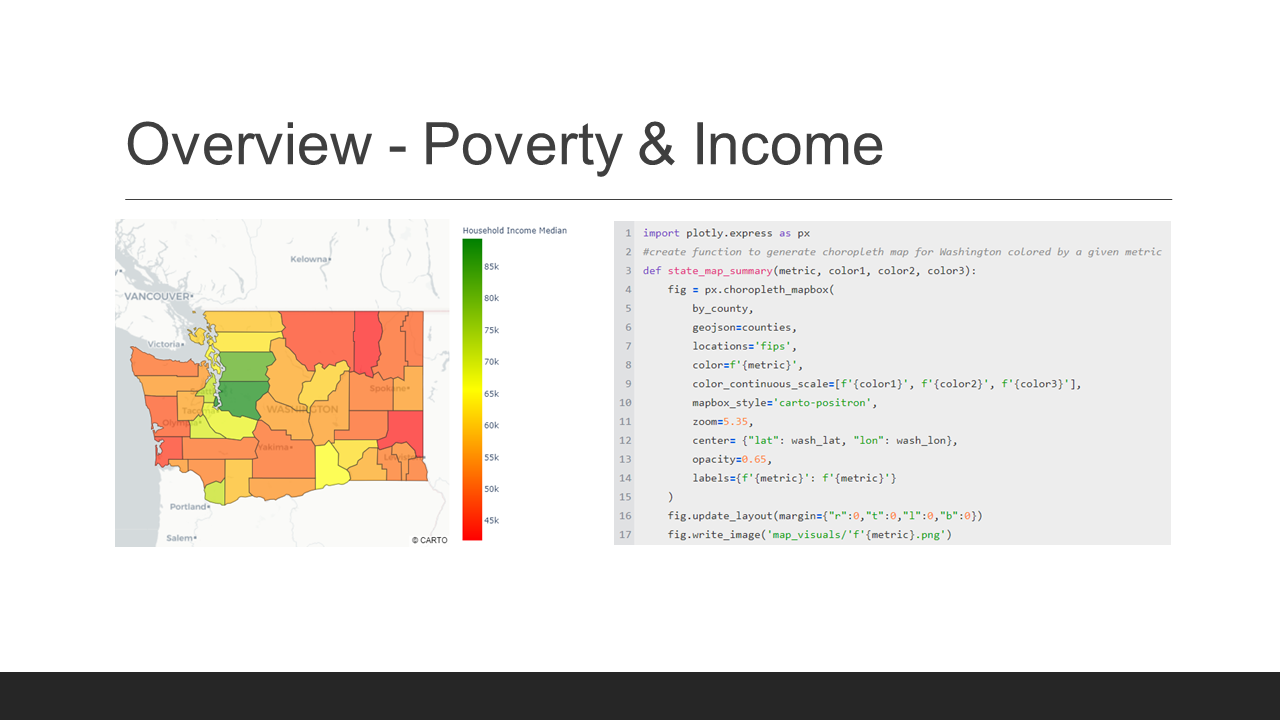 Overview - Poverty & Income
Household Income Median
85k
80k
75k
70k
65k
60k
55k
50k
45k
Kelowna
VANCOUVER
Victoria
Spokane
Tacoma
WASHINGTON
Olympia
Yakima
Portland
Salem
© CARTO
1 import plotly.express as px
2 #create function to generate choropleth map for Washington colored by a given metric
3 def state_map_summary(metric, color1, color2, color3):
4 fig = px.choropleth_mapbox(
5 by_county,
6 geojson=counties,
7 locations='fips',
8 color=f'{metric}',
9 color_continuous_scale=[f'{color1}', f'{color2}', f'{color3}'],
10 mapbox_style='carto-positron',
11 zoom=5.35,
12 center= {"lat": wash_lat, "lon": wash_lon},
13 opacity=0.65,
14 labels={f'{metric}': f'{metric}'}
15 )
16 fig.update_layout(margin={"r":0,"t":0,"l":0,"b":0})
17 fig.write_image('map_visuals/'f'{metric}.png')